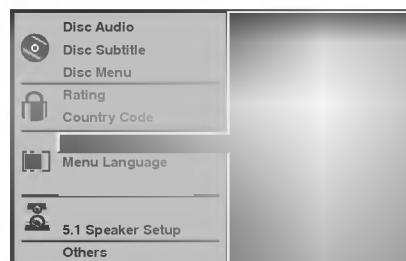 Disc Audio
Disc Subtitle
Disc Menu
Rating
Country Code
Menu Language
5.1 Speaker Setup
Others